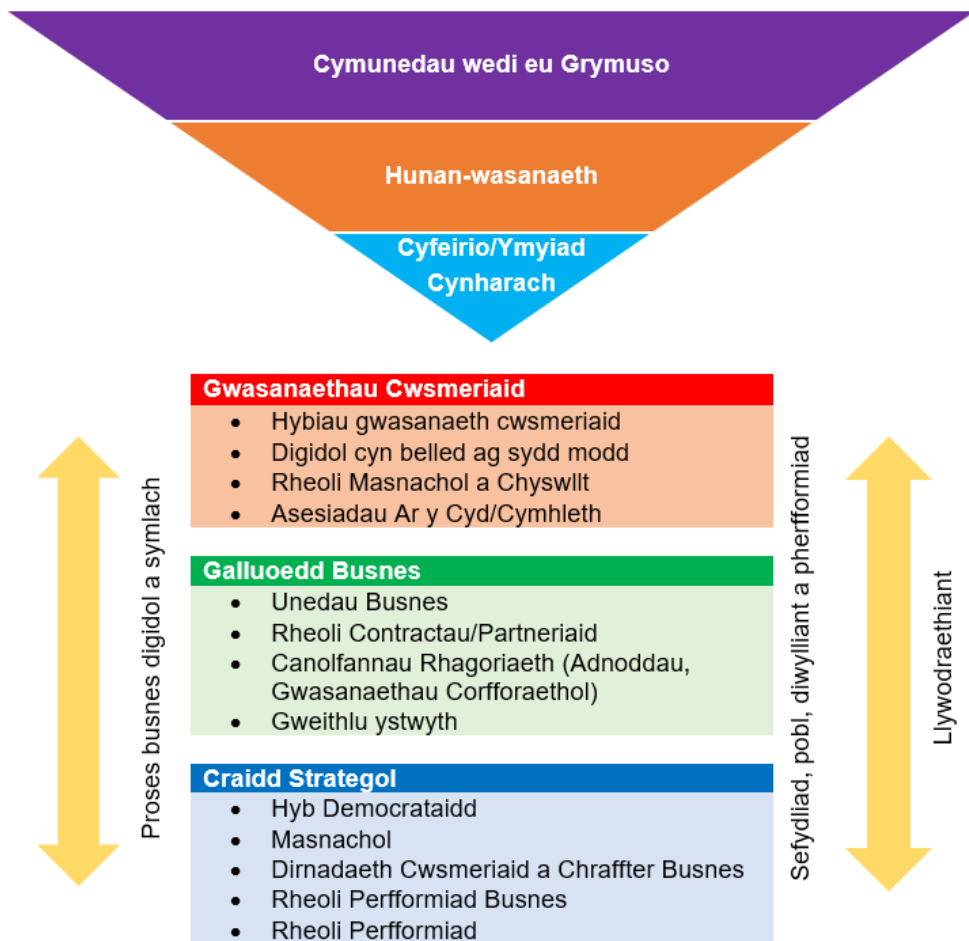 Cymunedau wedi eu Grymuso
Hunan-wasanaeth
Cyfeirio/Ymyiad
Cynharach
Gwasanaethau Cwsmeriaid
• Hybiau gwasanaeth cwsmeriaid
• Digidol cyn belled ag sydd modd
• Rheoli Masnachol a Chyswllt
• Asesiadau Ar y Cyd/Cymhleth
Galluoedd Busnes
• Unedau Busnes
• Rheoli Contractau/Partneriaid
• Canolfannau Rhagoriaeth (Adnoddau,
Gwasanaethau Corfforaethol)
• Gweithlu ystwyth
Craidd Strategol
• Hyb Democrataidd
• Masnachol
• Dirnadaeth Cwsmeriaid a Chraffter Busnes
• Rheoli Perfformiad Busnes
• Rheoli Perfformiad
Proses busnes digidol a symlach
Sefydliad, pobl, diwylliant a pherfformiad
Llywodraethiant